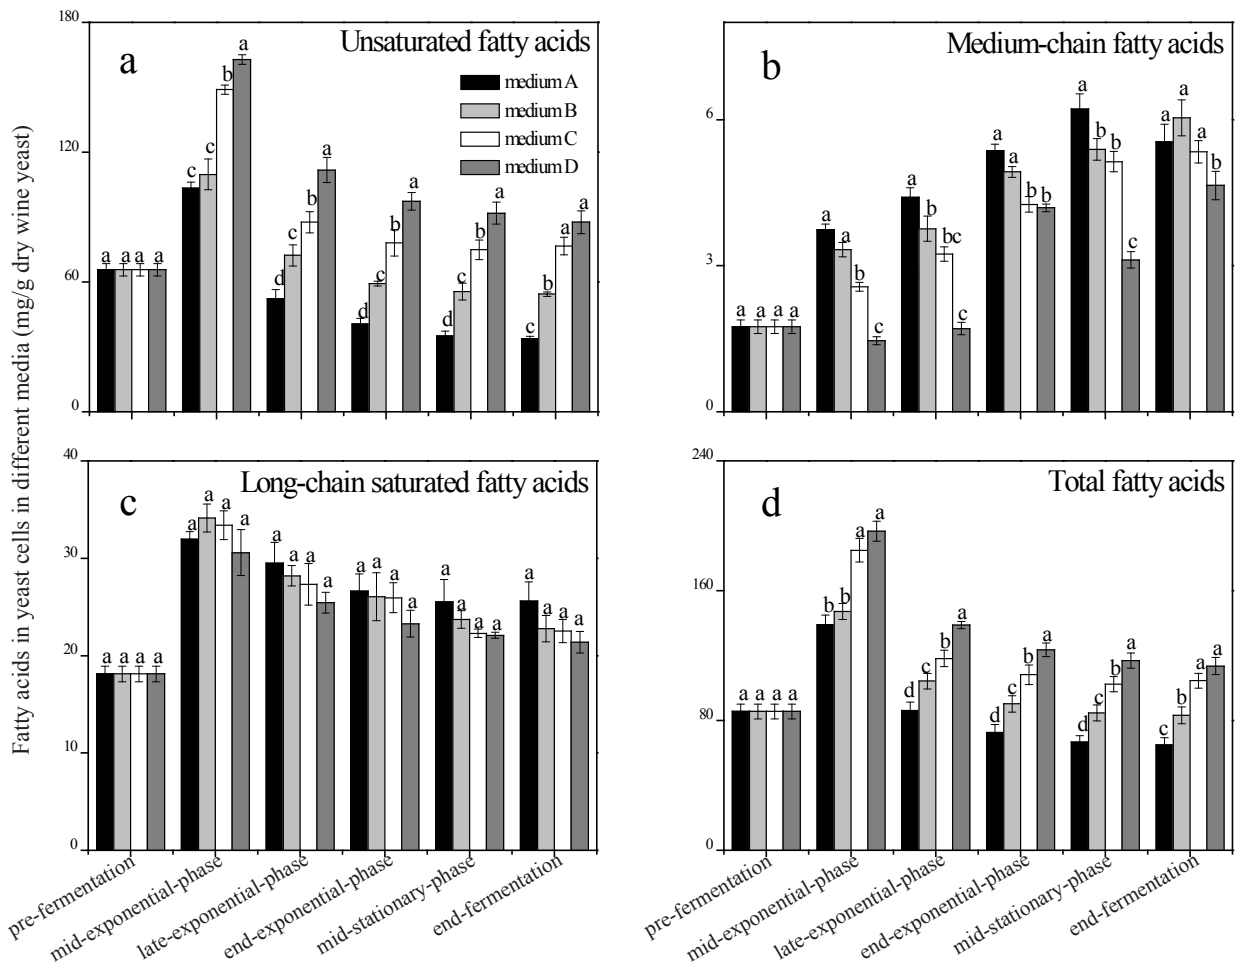 Fatty acids in yeast cells in different media (mg/g dry wine yeast)
a
Unsaturated fatty acids
medium A
medium B
medium C
medium D
180
120
60
0
a a a a
c c b a
d c b a
d c b a
d c b a
c b a a
b
Medium-chain fatty acids
6
3
0
a a a a
a a b c
a b bc c
a a b b
a b b c
a a a b
c
Long-chain saturated fatty acids
40
30
20
10
0
a a a a
a a a a
a a a a
a a a a
a a a a
a a a a
d
Total fatty acids
240
160
80
0
a a a a
b b a a
d c b a
d c b a
d c b a
c b a a
pre-fermentation
mid-exponential-phase
late-exponential-phase
end-exponential-phase
mid-stationary-phase
end-fermentation
pre-fermentation
mid-exponential-phase
late-exponential-phase
end-exponential-phase
mid-stationary-phase
end-fermentation